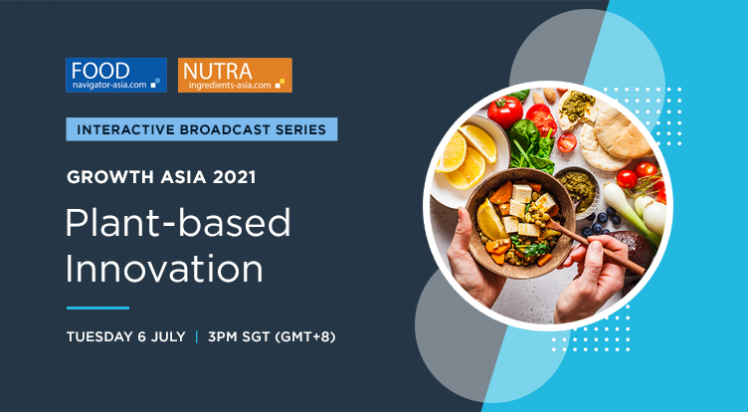 FOOD
navigator-asia.com
NUTRA
ingredients-asia.com
INTERACTIVE BROADCAST SERIES
GROWTH ASIA 2021
Plant-based
Innovation
TUESDAY 6 JULY | 3PM SGT (GMT+8)